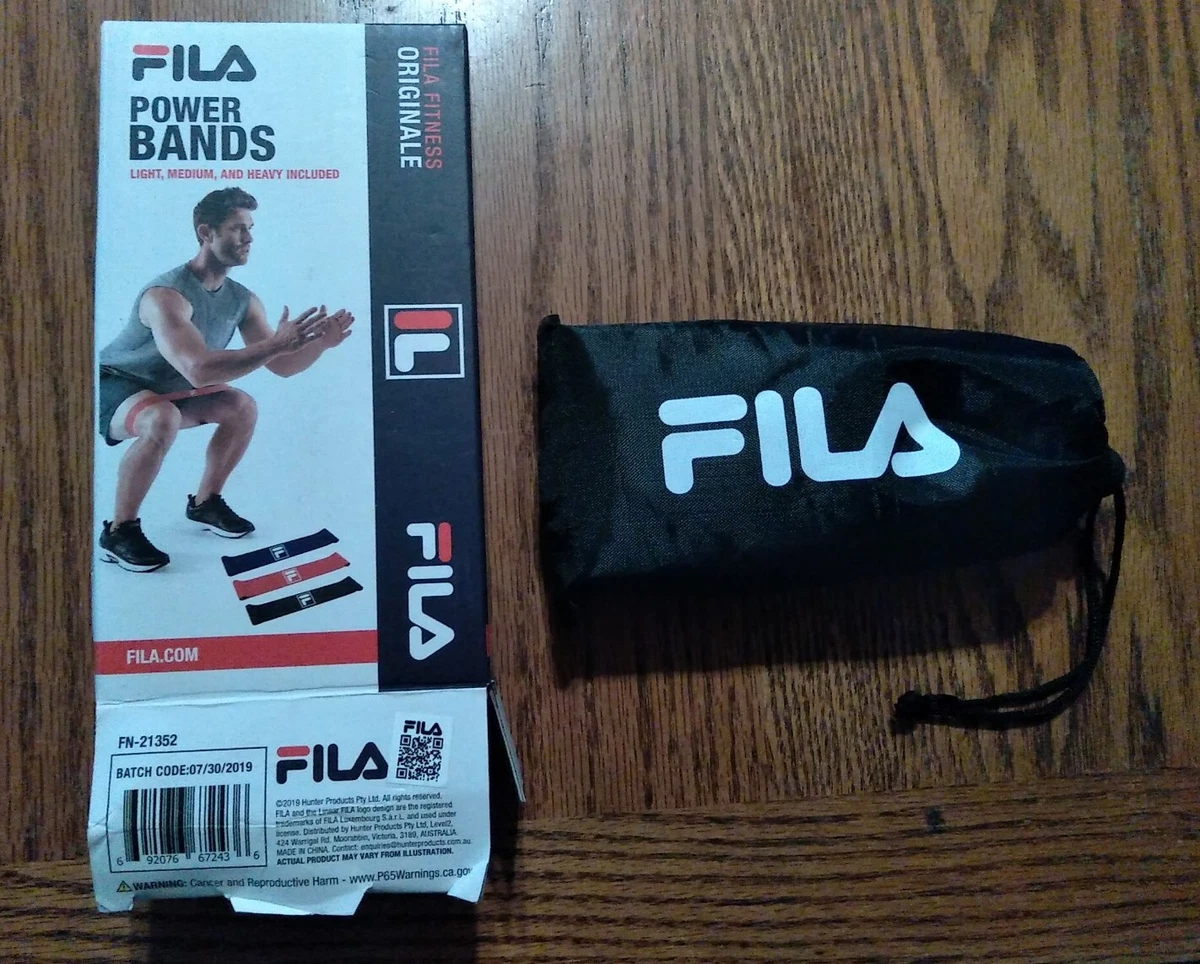 FILA
POWER
BANDS
LIGHT, MEDIUM, AND HEAVY INCLUDED
FILA.COM
FILA FITNESS
ORIGINALE
FILA
FN-21352
BATCH CODE:07/30/2019
6 92076 67243 6
FILA
FILA
©2019 Hunter Products Pty Ltd. All rights reserved.
FILA and the Linear FILA logo design are the registered
trademarks of FILA Luxembourg S.a.r.L. and used under
license. Distributed by Hunter Products Pty Ltd, Level2,
424 Warrigal Rd, Moorabbin, Victoria, 3189, AUSTRALIA.
MADE IN CHINA. Contact: enquiries@hunterproducts.com.au
ACTUAL PRODUCT MAY VARY FROM ILLUSTRATION.
WARNING: Cancer and Reproductive Harm - www.P65Warnings.ca.gov
FILA